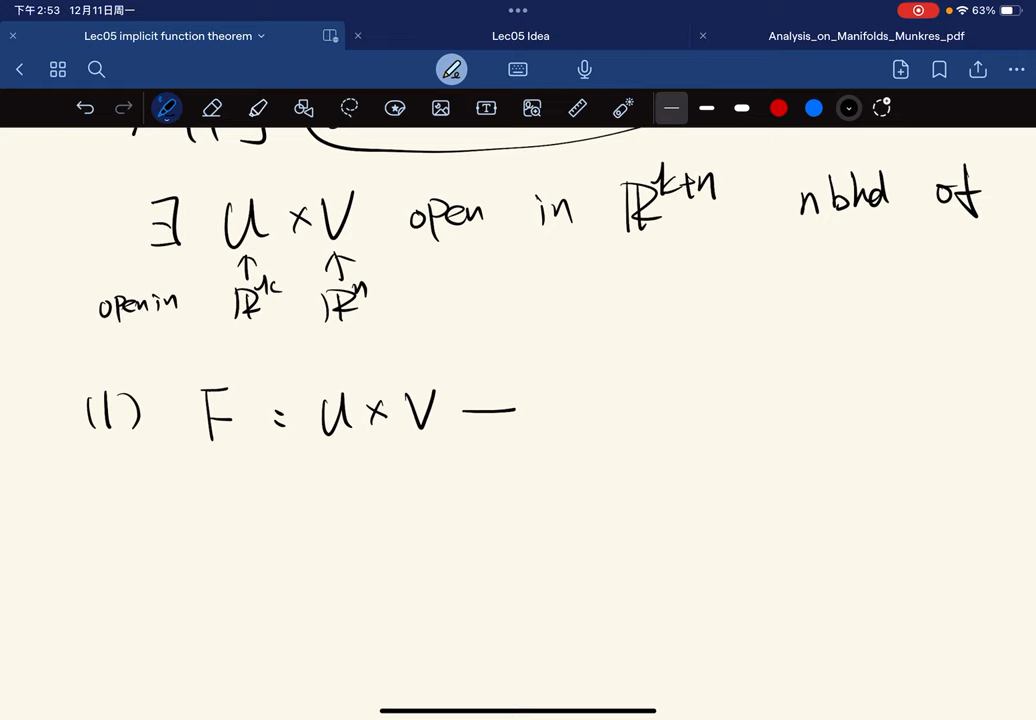 下午2:53 12月11日周一 63%
Lec05 implicit function theorem Lec05 Idea Analysis_on_Manifolds_Munkres_pdf
∃ U × V open in ℝ^{k+n} nbhd of
↑ ↑
open in ℝ^k ℝ^n
(1) F : U × V —